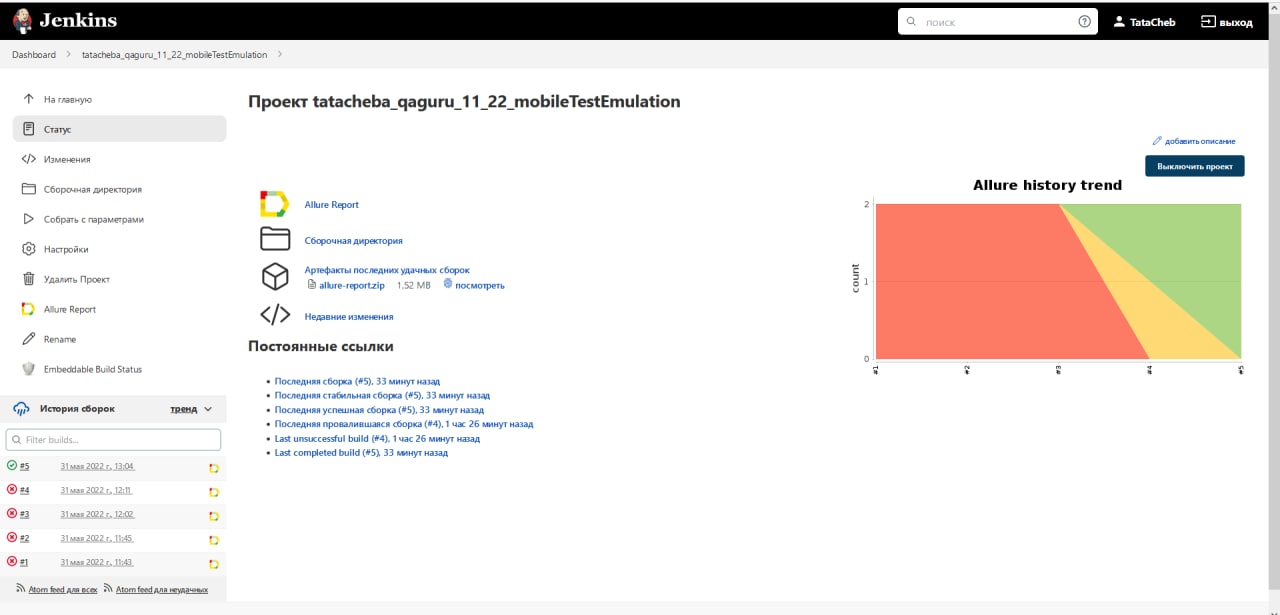 Jenkins
поиск
TataCheb
выход
Dashboard
tatacheba_qaguru_11_22_mobileTestEmulation
На главную
Статус
Изменения
Сборочная директория
Собрать с параметрами
Настройки
Удалить Проект
Allure Report
Rename
Embeddable Build Status
История сборок тренд
Filter builds...
#5 31 мая 2022 г., 13:04
#4 31 мая 2022 г., 12:11
#3 31 мая 2022 г., 12:02
#2 31 мая 2022 г., 11:45
#1 31 мая 2022 г., 11:43
Atom feed для всех Atom feed для неудачных
Проект tatacheba_qaguru_11_22_mobileTestEmulation
добавить описание
Выключить проект
Allure Report
Сборочная директория
Артефакты последних удачных сборок
allure-report.zip 1.52 MB посмотреть
Недавние изменения
Постоянные ссылки
Последняя сборка (#5), 33 минут назад
Последняя стабильная сборка (#5), 33 минут назад
Последняя успешная сборка (#5), 33 минут назад
Последняя провалившаяся сборка (#4), 1 час 26 минут назад
Last unsuccessful build (#4), 1 час 26 минут назад
Last completed build (#5), 33 минут назад
Allure history trend
2
1
0
count
#1 #2 #3 #4 #5